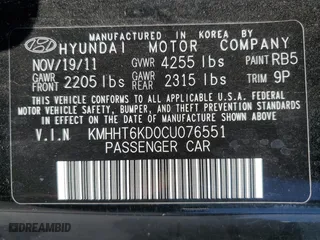 MANUFACTURED IN KOREA BY
HYUNDAI MOTOR COMPANY
NOV/19/11 GVWR 4255 lbs PAINT RB5
GAWR FRONT 2205 lbs GAWR REAR 2315 lbs TRIM 9P
THIS VEHICLE CONFORMS TO ALL APPLICABLE U.S. FEDERAL
MOTOR VEHICLE SAFETY, BUMPER, AND THEFT PREVENTION
STANDARDS IN EFFECT ON THE DATE OF MANUFACTURE SHOWN ABOVE.
V.I.N KMHHT6KD0CU076551
PASSENGER CAR
DREAMBID